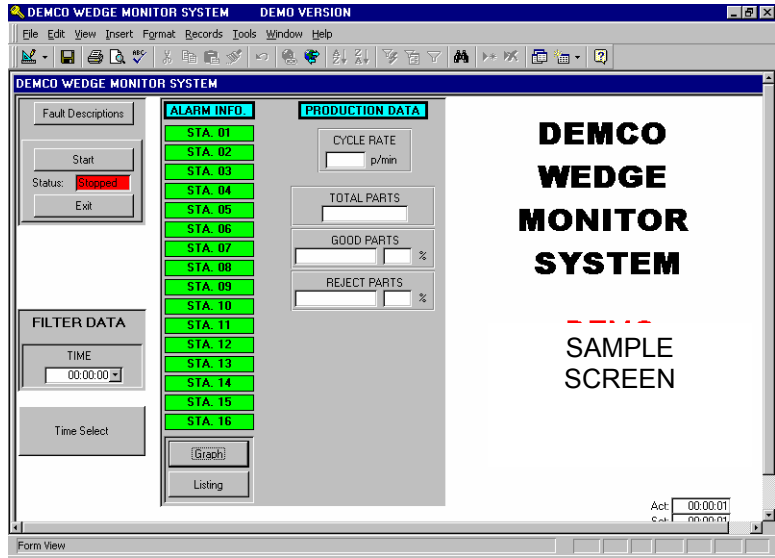 DEMCO WEDGE MONITOR SYSTEM DEMO VERSION
File Edit View Insert Format Records Tools Window Help
DEMCO WEDGE MONITOR SYSTEM
Fault Descriptions
Start
Status: Stopped
Exit
FILTER DATA
TIME
00:00:00
Time Select
ALARM INFO.
STA. 01
STA. 02
STA. 03
STA. 04
STA. 05
STA. 06
STA. 07
STA. 08
STA. 09
STA. 10
STA. 11
STA. 12
STA. 13
STA. 14
STA. 15
STA. 16
Graph
Listing
PRODUCTION DATA
CYCLE RATE
p/min
TOTAL PARTS
GOOD PARTS
%
REJECT PARTS
%
DEMCO
WEDGE
MONITOR
SYSTEM
SAMPLE
SCREEN
Act: 00:00:01
00:00:01
Form View